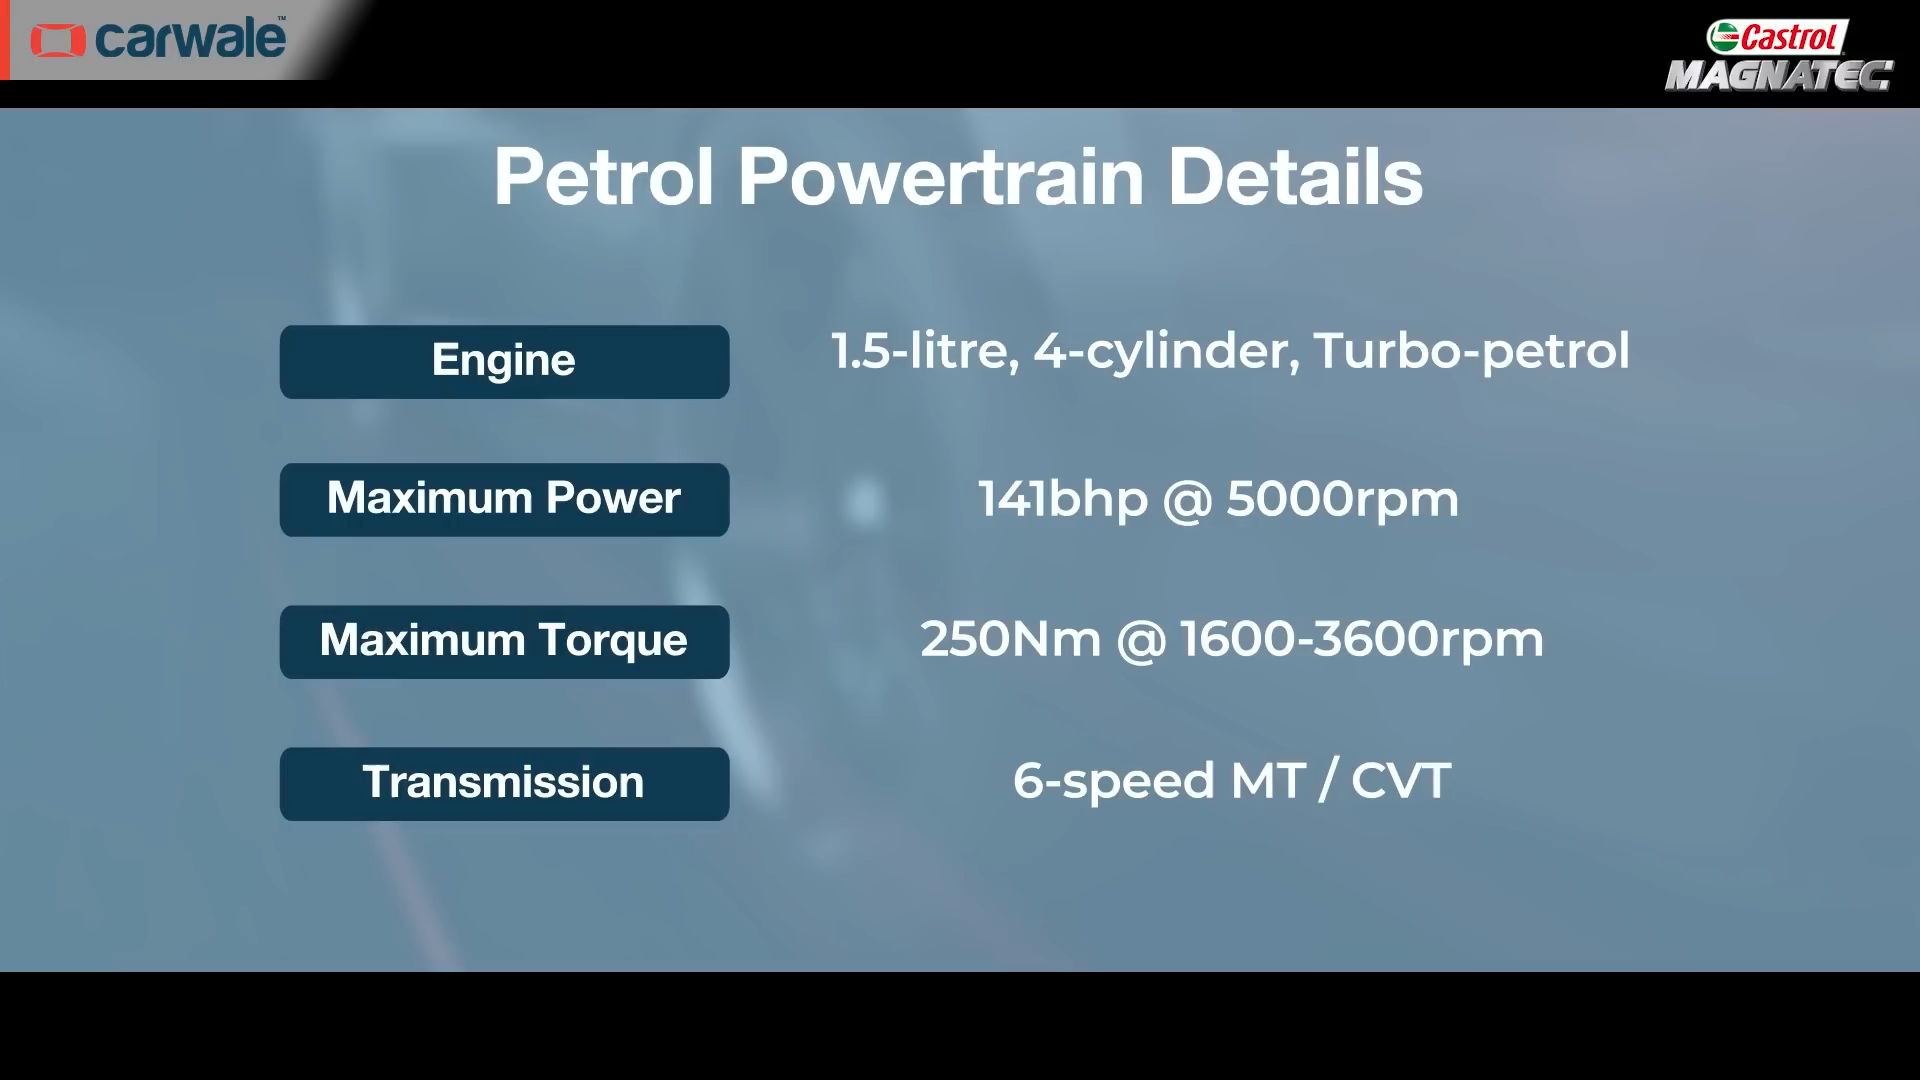 carwale™
Castrol
MAGNATEC
Petrol Powertrain Details
Engine
1.5-litre, 4-cylinder, Turbo-petrol
Maximum Power
141bhp @ 5000rpm
Maximum Torque
250Nm @ 1600-3600rpm
Transmission
6-speed MT / CVT